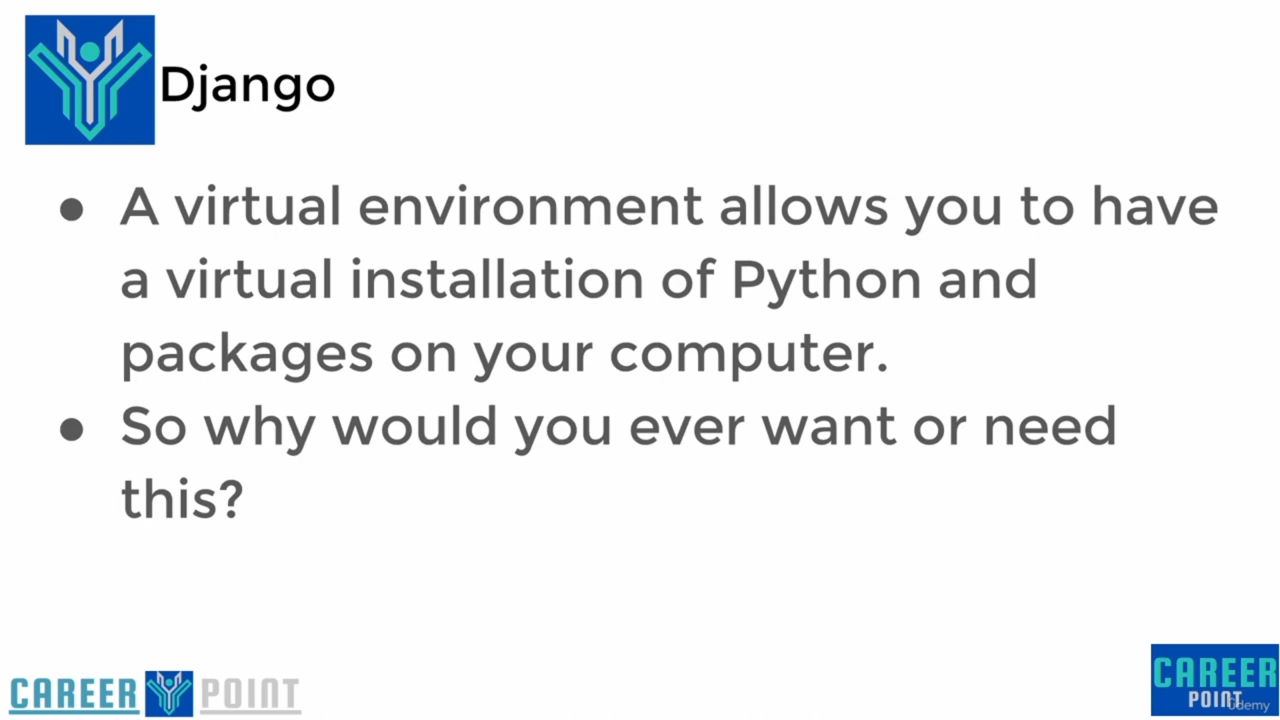 Django
● A virtual environment allows you to have
a virtual installation of Python and
packages on your computer.
● So why would you ever want or need
this?
CAREER POINT
CAREER
POINT
Udemy